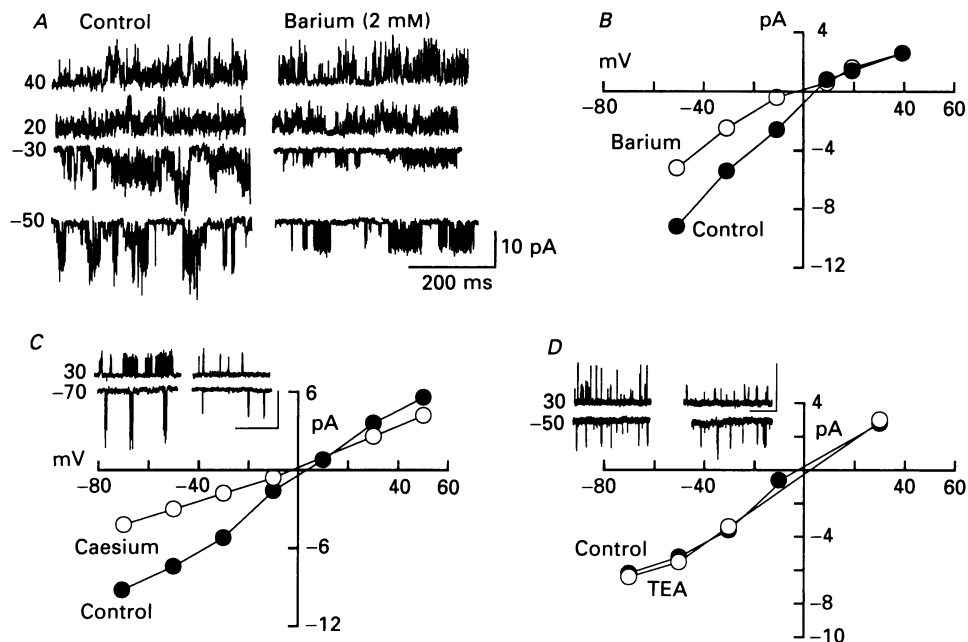 A Control Barium (2 mM)
40
20
−30
−50
10 pA
200 ms
B pA
4
mV
−80 −40 40 60
Barium
−4
Control
−8
−12
C
30
−70
6
pA
mV
−80 −40 40 60
Caesium
−6
Control
−12
D
30
−50
4
pA
−80 −40 40 60
Control
−4
TEA
−8
−10